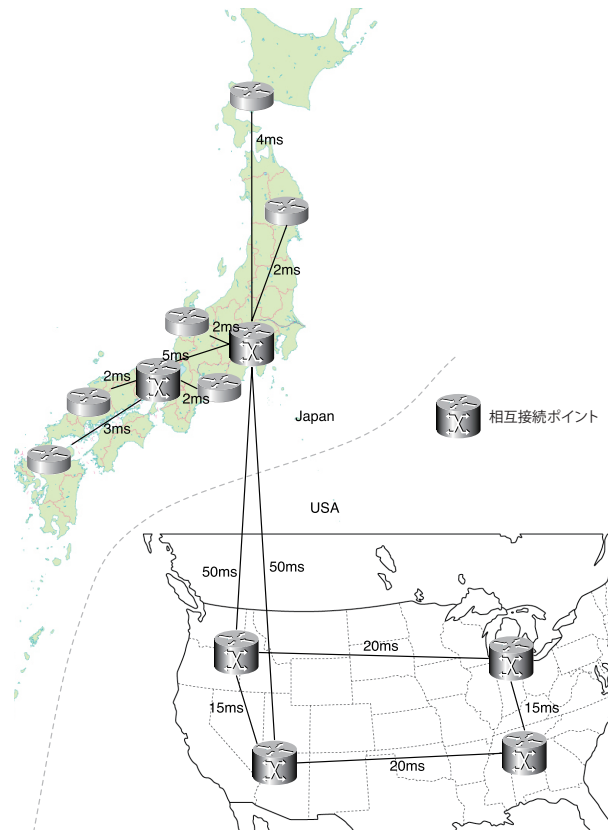 4ms
2ms
2ms
5ms
2ms
2ms
3ms
Japan
相互接続ポイント
USA
50ms
50ms
20ms
15ms
15ms
20ms